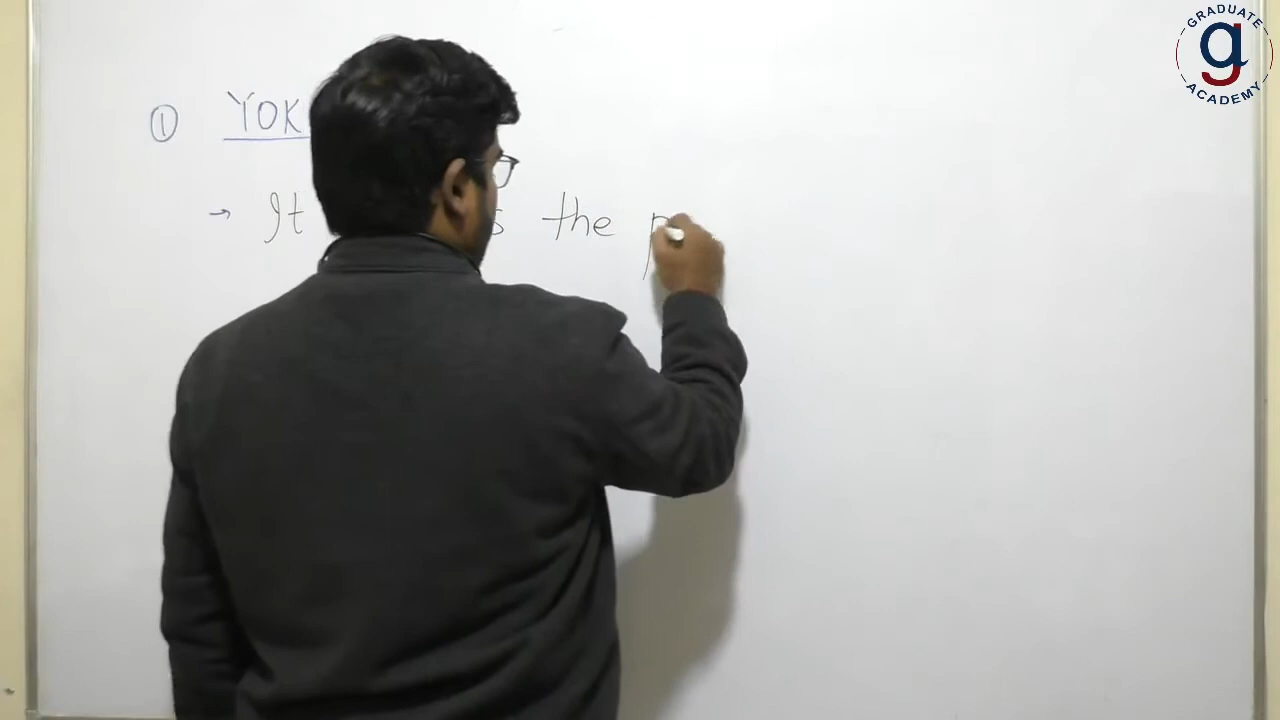 ① YOK
→ It s the p
GRADUATE
g
ACADEMY